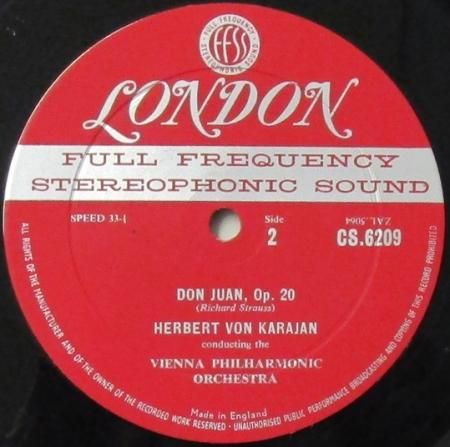 FULL FREQUENCY
STEREOPHONIC SOUND
FFSS
LONDON
FULL FREQUENCY
STEREOPHONIC SOUND
SPEED 33-⅓
Side
2
ZAL.5064
CS.6209
DON JUAN, Op. 20
(Richard Strauss)
HERBERT VON KARAJAN
conducting the
VIENNA PHILHARMONIC
ORCHESTRA
Made in England
ALL RIGHTS OF THE MANUFACTURER AND OF THE OWNER OF THE RECORDED WORK RESERVED · UNAUTHORISED PUBLIC PERFORMANCE BROADCASTING AND COPYING OF THIS RECORD PROHIBITED